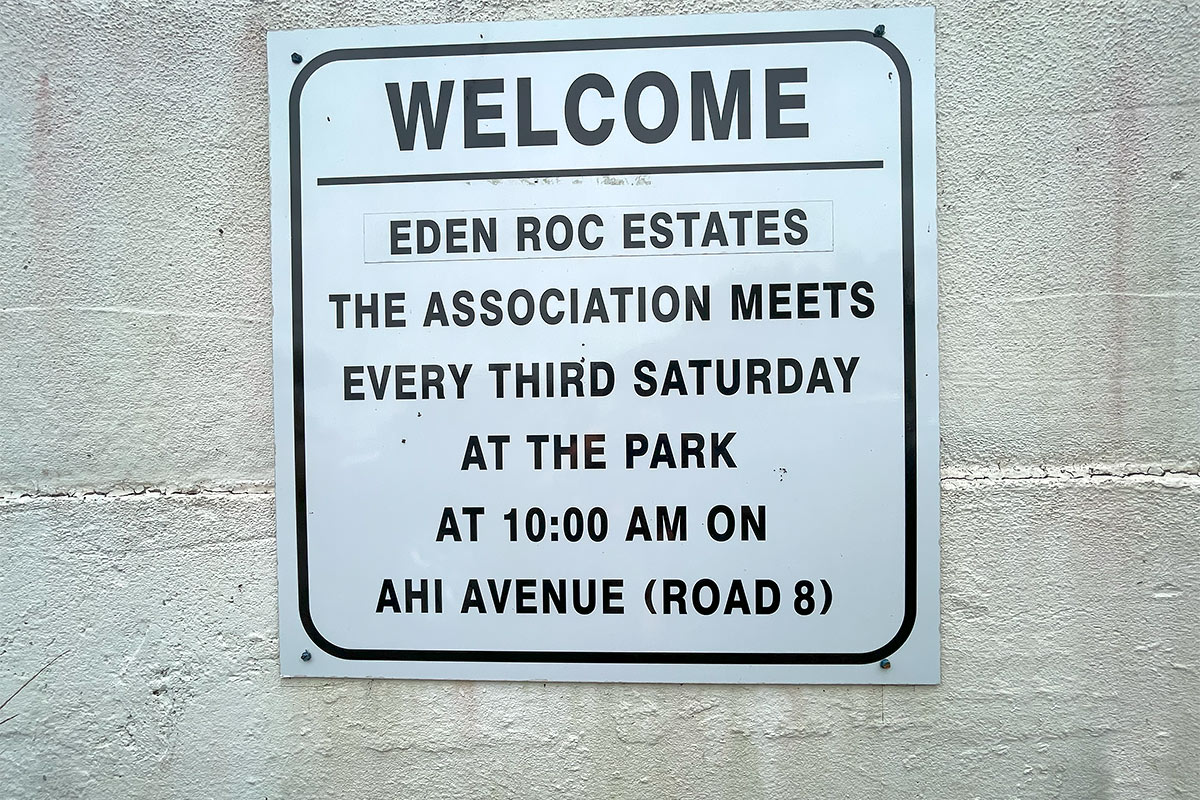 WELCOME
EDEN ROC ESTATES
THE ASSOCIATION MEETS
EVERY THIRD SATURDAY
AT THE PARK
AT 10:00 AM ON
AHI AVENUE (ROAD 8)